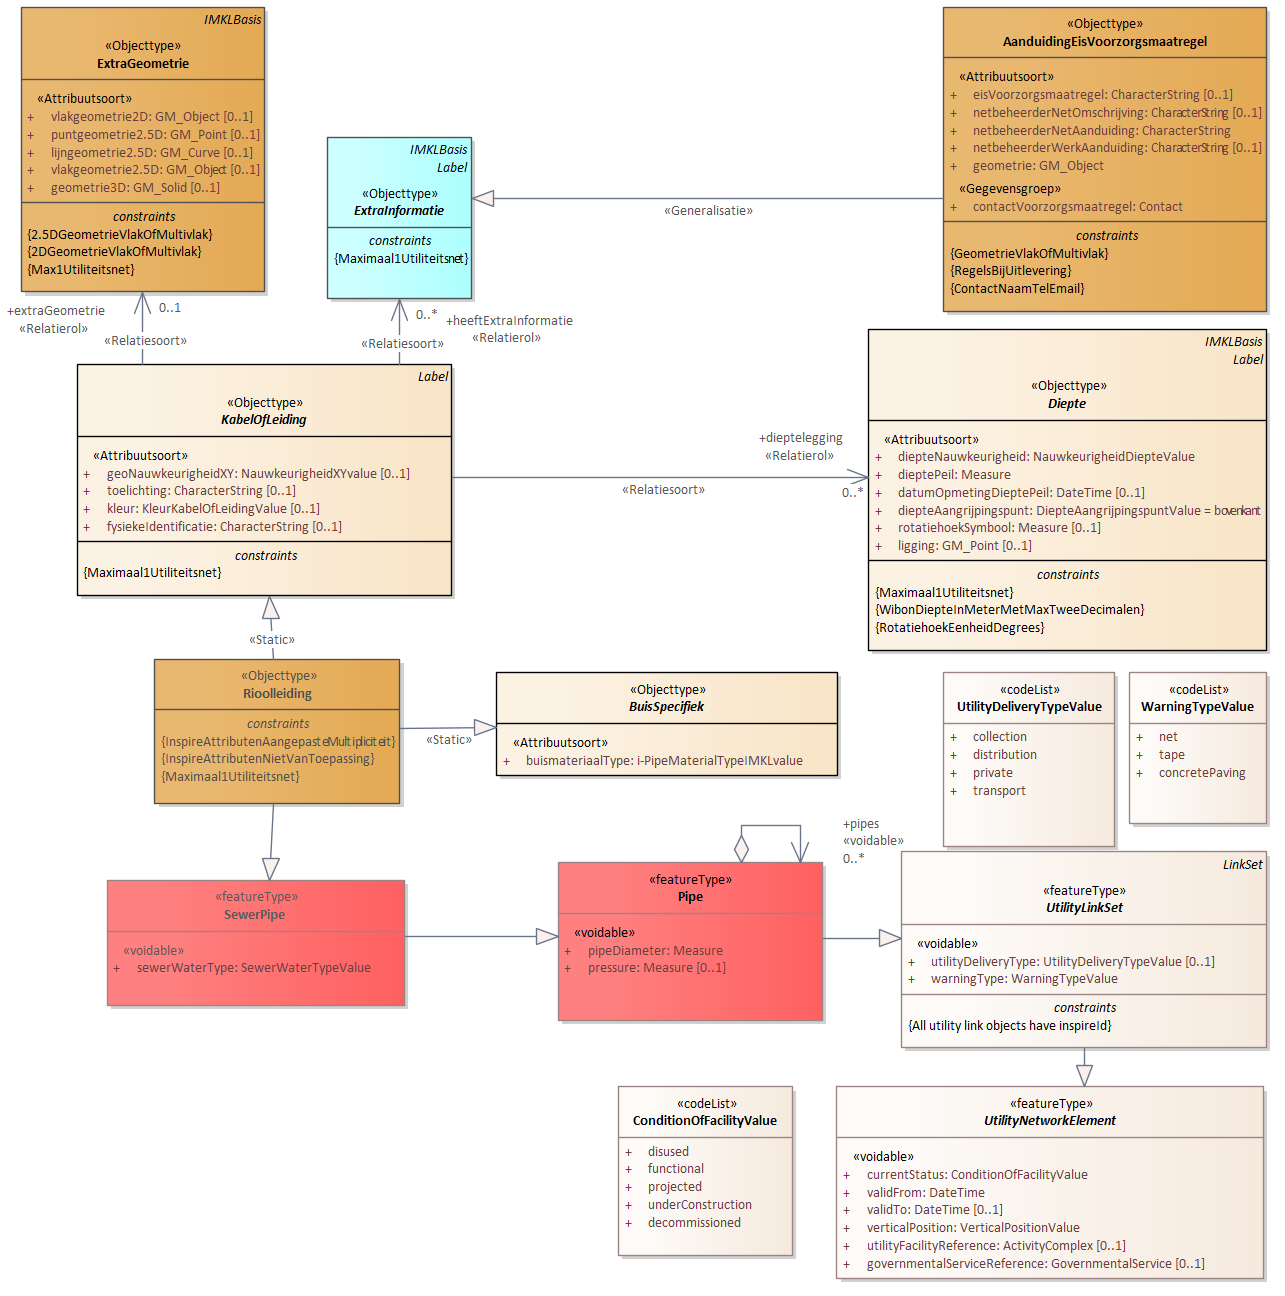 IMKLBasis
«Objecttype»
ExtraGeometrie
«Attribuutsoort»
+ vlakgeometrie2D: GM_Object [0..1]
+ puntgeometrie2.5D: GM_Point [0..1]
+ lijngeometrie2.5D: GM_Curve [0..1]
+ vlakgeometrie2.5D: GM_Object [0..1]
+ geometrie3D: GM_Solid [0..1]
constraints
{2.5DGeometrieVlakOfMultivlak}
{2DGeometrieVlakOfMultivlak}
{Max1Utiliteitsnet}
«Objecttype»
AanduidingEisVoorzorgsmaatregel
«Attribuutsoort»
+ eisVoorzorgsmaatregel: CharacterString [0..1]
+ netbeheerderNetOmschrijving: CharacterString [0..1]
+ netbeheerderNetAanduiding: CharacterString
+ netbeheerderWerkAanduiding: CharacterString [0..1]
+ geometrie: GM_Object
«Gegevensgroep»
+ contactVoorzorgsmaatregel: Contact
constraints
{GeometrieVlakOfMultivlak}
{RegelsBijUitlevering}
{ContactNaamTelEmail}
IMKLBasis
Label
«Objecttype»
ExtraInformatie
constraints
{Maximaal1Utiliteitsnet}
«Generalisatie»
+extraGeometrie
«Relatierol»
0..1
«Relatiesoort»
0..*
+heeftExtraInformatie
«Relatierol»
«Relatiesoort»
Label
«Objecttype»
KabelOfLeiding
«Attribuutsoort»
+ geoNauwkeurigheidXY: NauwkeurigheidXYvalue [0..1]
+ toelichting: CharacterString [0..1]
+ kleur: KleurKabelOfLeidingValue [0..1]
+ fysiekeIdentificatie: CharacterString [0..1]
constraints
{Maximaal1Utiliteitsnet}
+dieptelegging
«Relatierol»
«Relatiesoort»
0..*
IMKLBasis
Label
«Objecttype»
Diepte
«Attribuutsoort»
+ diepteNauwkeurigheid: NauwkeurigheidDiepteValue
+ dieptePeil: Measure
+ datumOpmetingDieptePeil: DateTime [0..1]
+ diepteAangrijpingspunt: DiepteAangrijpingspuntValue = bovenkant
+ rotatiehoekSymbool: Measure [0..1]
+ ligging: GM_Point [0..1]
constraints
{Maximaal1Utiliteitsnet}
{WibonDiepteInMeterMetMaxTweeDecimalen}
{RotatiehoekEenheidDegrees}
«Static»
«Objecttype»
Rioolleiding
constraints
{InspireAttributenAangepasteMultipliciteit}
{InspireAttributenNietVanToepassing}
{Maximaal1Utiliteitsnet}
«Static»
«Objecttype»
BuisSpecifiek
«Attribuutsoort»
+ buismateriaalType: i-PipeMaterialTypeIMKLvalue
«codeList»
UtilityDeliveryTypeValue
+ collection
+ distribution
+ private
+ transport
«codeList»
WarningTypeValue
+ net
+ tape
+ concretePaving
+pipes
«voidable»
0..*
«featureType»
SewerPipe
«voidable»
+ sewerWaterType: SewerWaterTypeValue
«featureType»
Pipe
«voidable»
+ pipeDiameter: Measure
+ pressure: Measure [0..1]
LinkSet
«featureType»
UtilityLinkSet
«voidable»
+ utilityDeliveryType: UtilityDeliveryTypeValue [0..1]
+ warningType: WarningTypeValue
constraints
{All utility link objects have inspireId}
«codeList»
ConditionOfFacilityValue
+ disused
+ functional
+ projected
+ underConstruction
+ decommissioned
«featureType»
UtilityNetworkElement
«voidable»
+ currentStatus: ConditionOfFacilityValue
+ validFrom: DateTime
+ validTo: DateTime [0..1]
+ verticalPosition: VerticalPositionValue
+ utilityFacilityReference: ActivityComplex [0..1]
+ governmentalServiceReference: GovernmentalService [0..1]